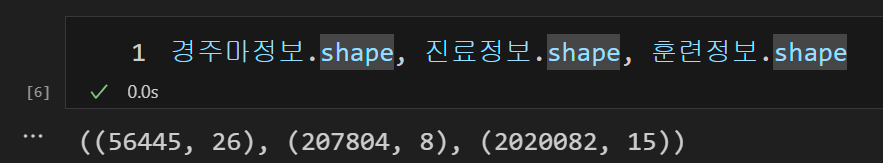 1 경주마정보.shape, 진료정보.shape, 훈련정보.shape
[6] 0.0s
... ((56445, 26), (207804, 8), (2020082, 15))